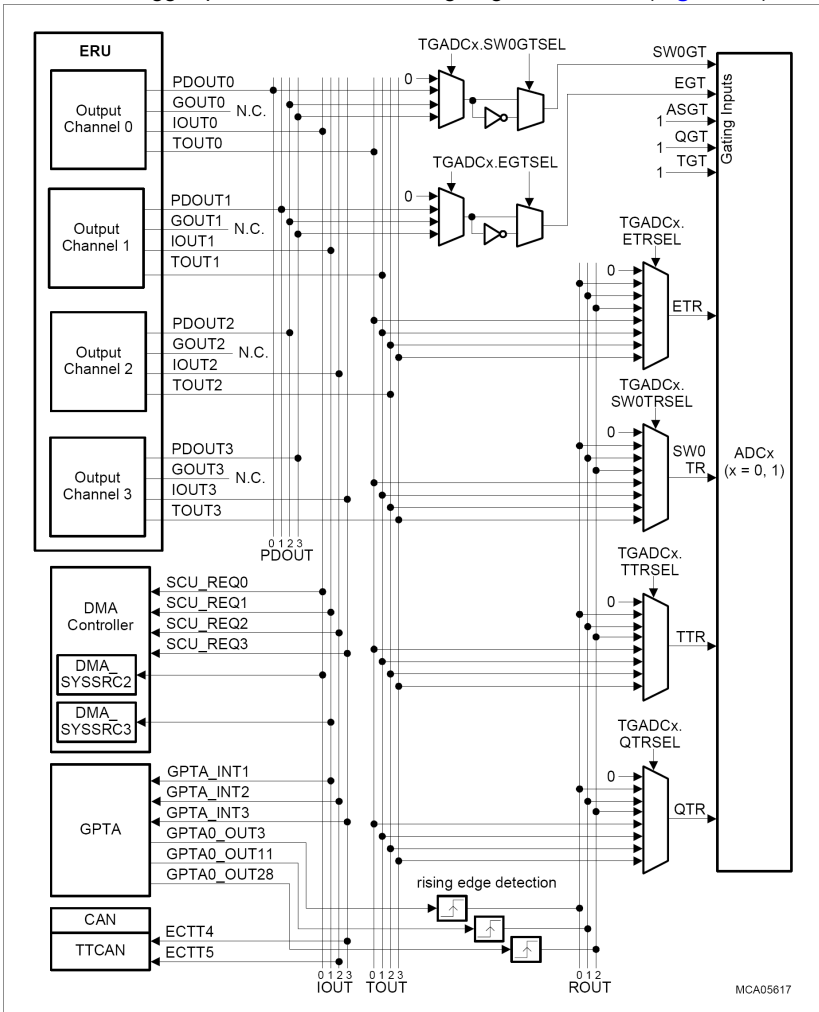 ERU
Output
Channel 0
PDOUT0
GOUT0
N.C.
IOUT0
TOUT0
Output
Channel 1
PDOUT1
GOUT1
N.C.
IOUT1
TOUT1
Output
Channel 2
PDOUT2
GOUT2
N.C.
IOUT2
TOUT2
Output
Channel 3
PDOUT3
GOUT3
N.C.
IOUT3
TOUT3
0 1 2 3
PDOUT
TGADCx.SW0GTSEL
0
TGADCx.EGTSEL
0
SW0GT
EGT
1 ASGT
1 QGT
1 TGT
Gating Inputs
TGADCx.
ETRSEL
0
ETR
TGADCx.
SW0TRSEL
0
SW0
TR
ADCx
(x = 0, 1)
TGADCx.
TTRSEL
0
TTR
TGADCx.
QTRSEL
0
QTR
DMA
Controller
SCU_REQ0
SCU_REQ1
SCU_REQ2
SCU_REQ3
DMA_
SYSSRC2
DMA_
SYSSRC3
GPTA
GPTA_INT1
GPTA_INT2
GPTA_INT3
GPTA0_OUT3
GPTA0_OUT11
GPTA0_OUT28
rising edge detection
CAN
TTCAN
ECTT4
ECTT5
0 1 2 3
IOUT
0 1 2 3
TOUT
0 1 2
ROUT
MCA05617